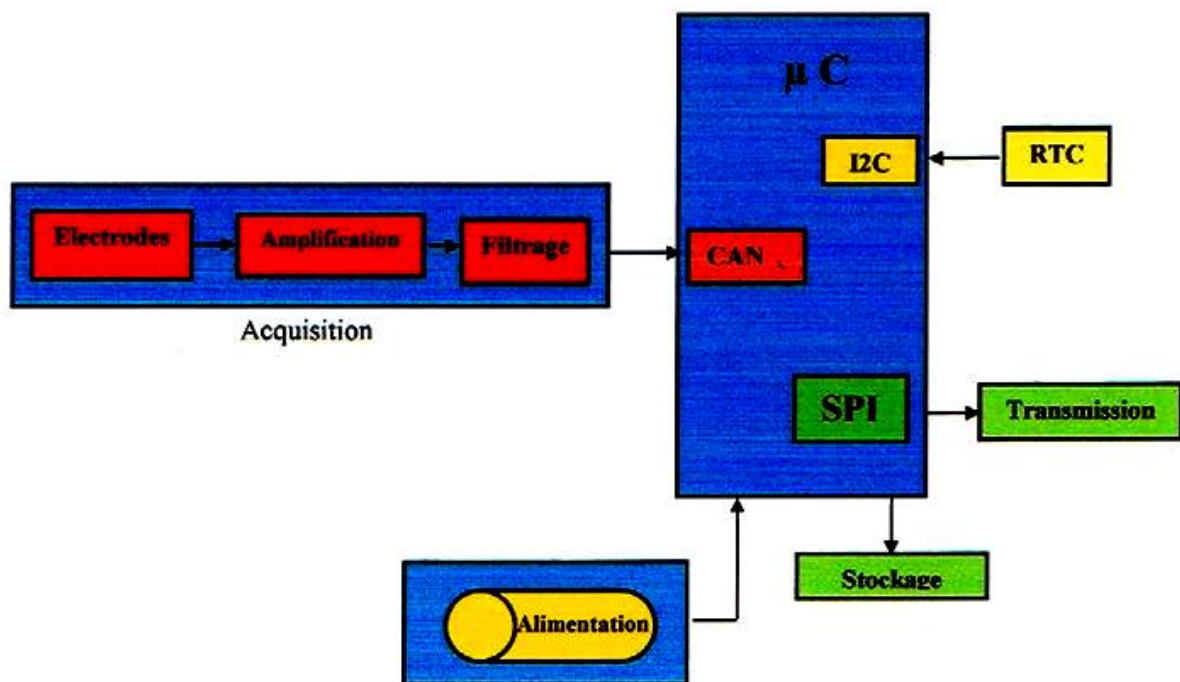 µ C
I2C
RTC
Electrodes
Amplification
Filtrage
CAN
Acquisition
SPI
Transmission
Stockage
Alimentation